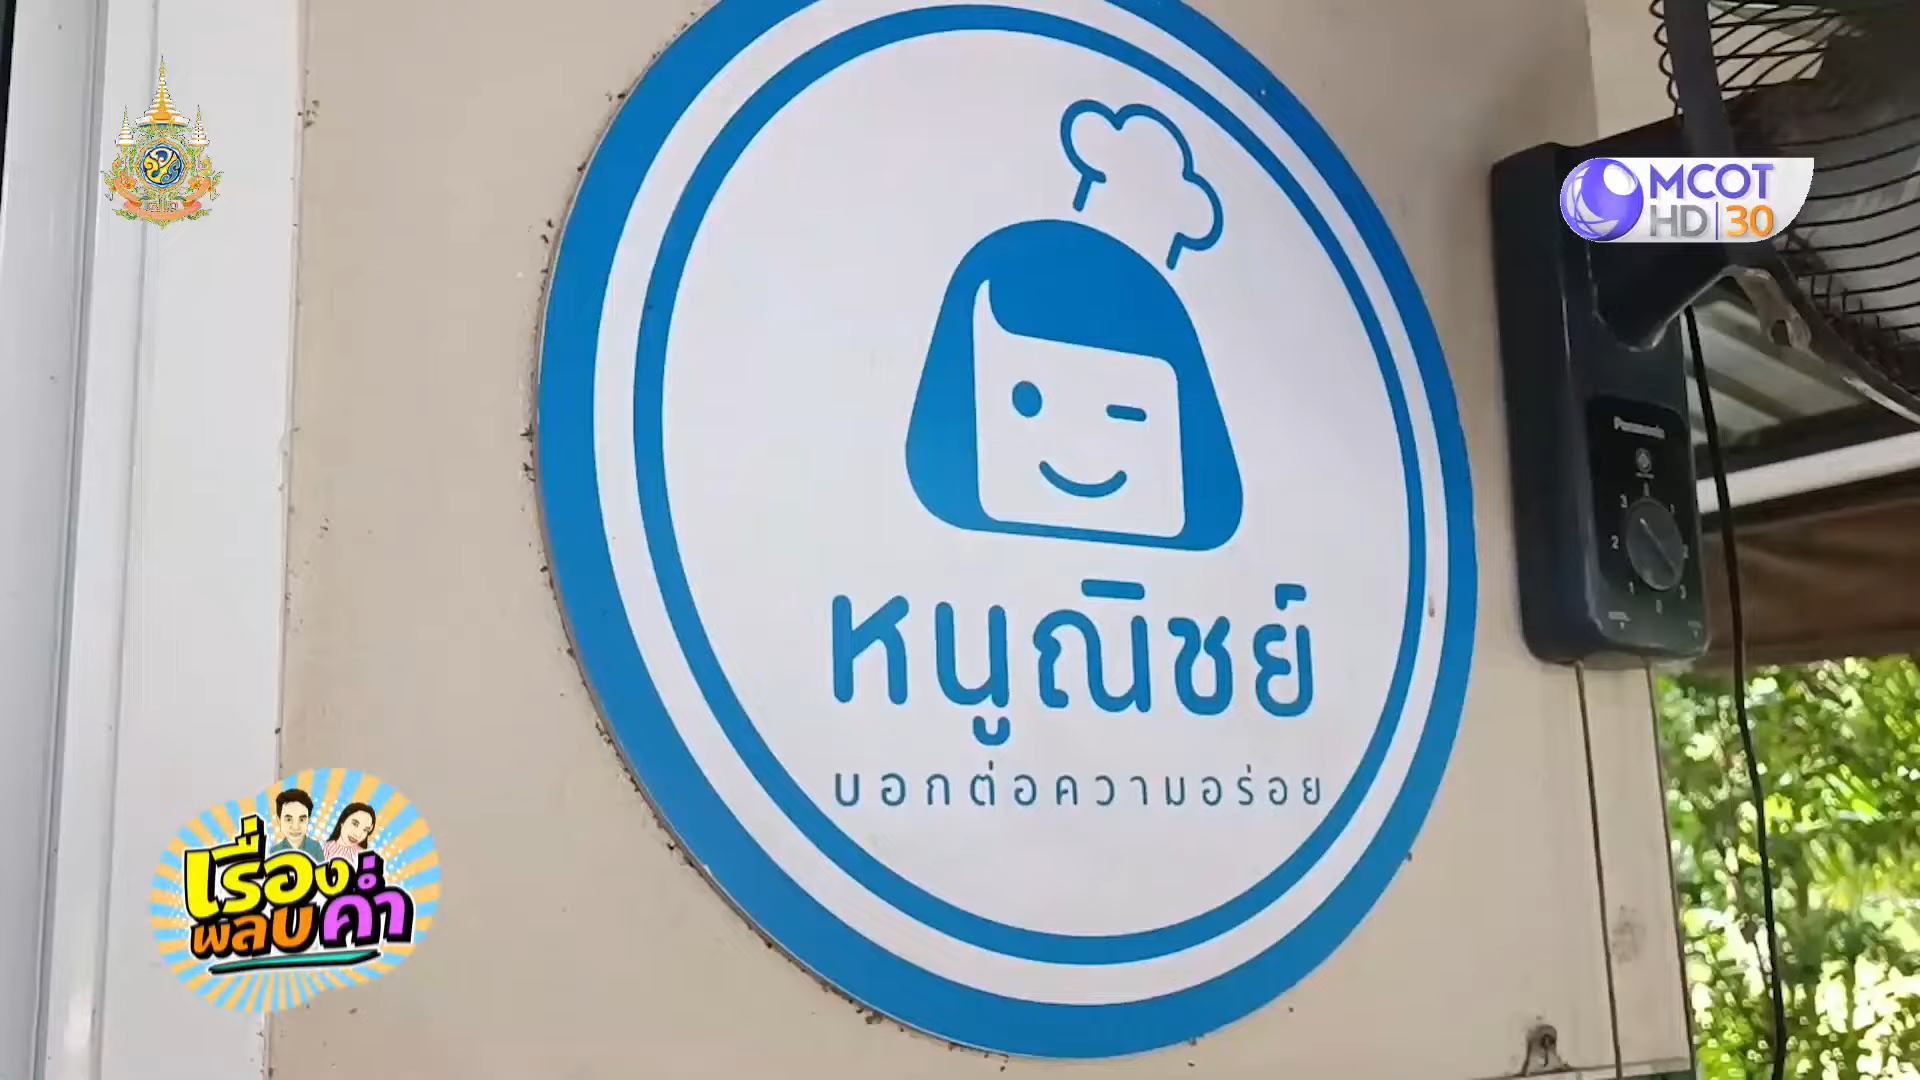 MCOT
HD 30
Panasonic
หนูณิชย์
บอกต่อความอร่อย
เรื่อง
พลบค่ำ